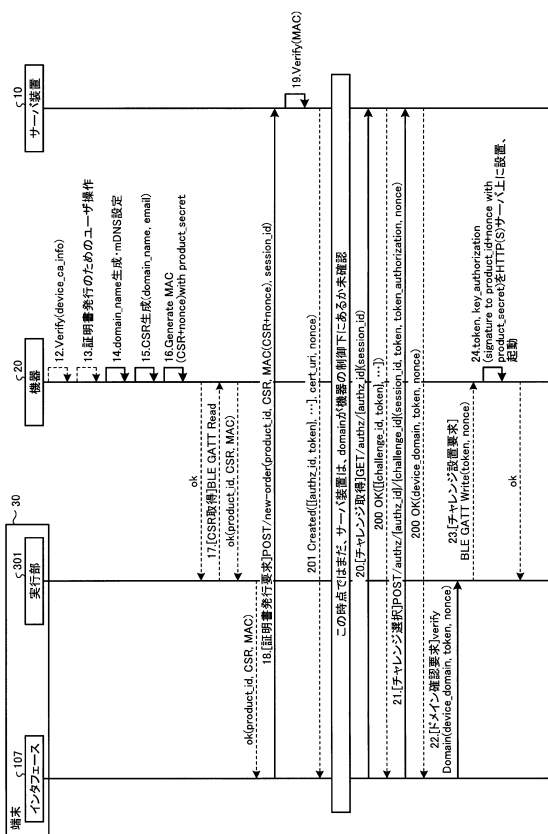 端末
30
107
インタフェース
301
実行部
20
機器
10
サーバ装置
12.Verify(device_ca_info)
13.証明書発行のためのユーザ操作
14.domain_name生成・mDNS設定
15.CSR生成(domain_name, email)
16.Generate MAC
(CSR+nonce)with product_secret
ok
17.[CSR取得]BLE GATT Read
ok(product_id, CSR, MAC)
ok(product_id, CSR, MAC)
18.[証明書発行要求]POST/new-order(product_id, CSR, MAC(CSR+nonce), session_id)
19.Verify(MAC)
201 Created([[authz_id, token], …], cert_uri, nonce)
この時点ではまだ、サーバ装置は、domainが機器の制御下にあるか未確認
20.[チャレンジ取得]GET/authz/[authz_id](session_id)
200 OK([[challenge_id, token], …])
21.[チャレンジ選択]POST/authz/[authz_id]/[challenge_id](session_id, token, token_authorization, nonce)
200 OK(device_domain, token, nonce)
22.[ドメイン確認要求]verify
Domain(device_domain, token, nonce)
23.[チャレンジ設置要求]
BLE GATT Write(token, nonce)
24.token, key_authorization
(signature to product_id+nonce with
product_secret)をHTTP(S)サーバ上に設置、
起動
ok